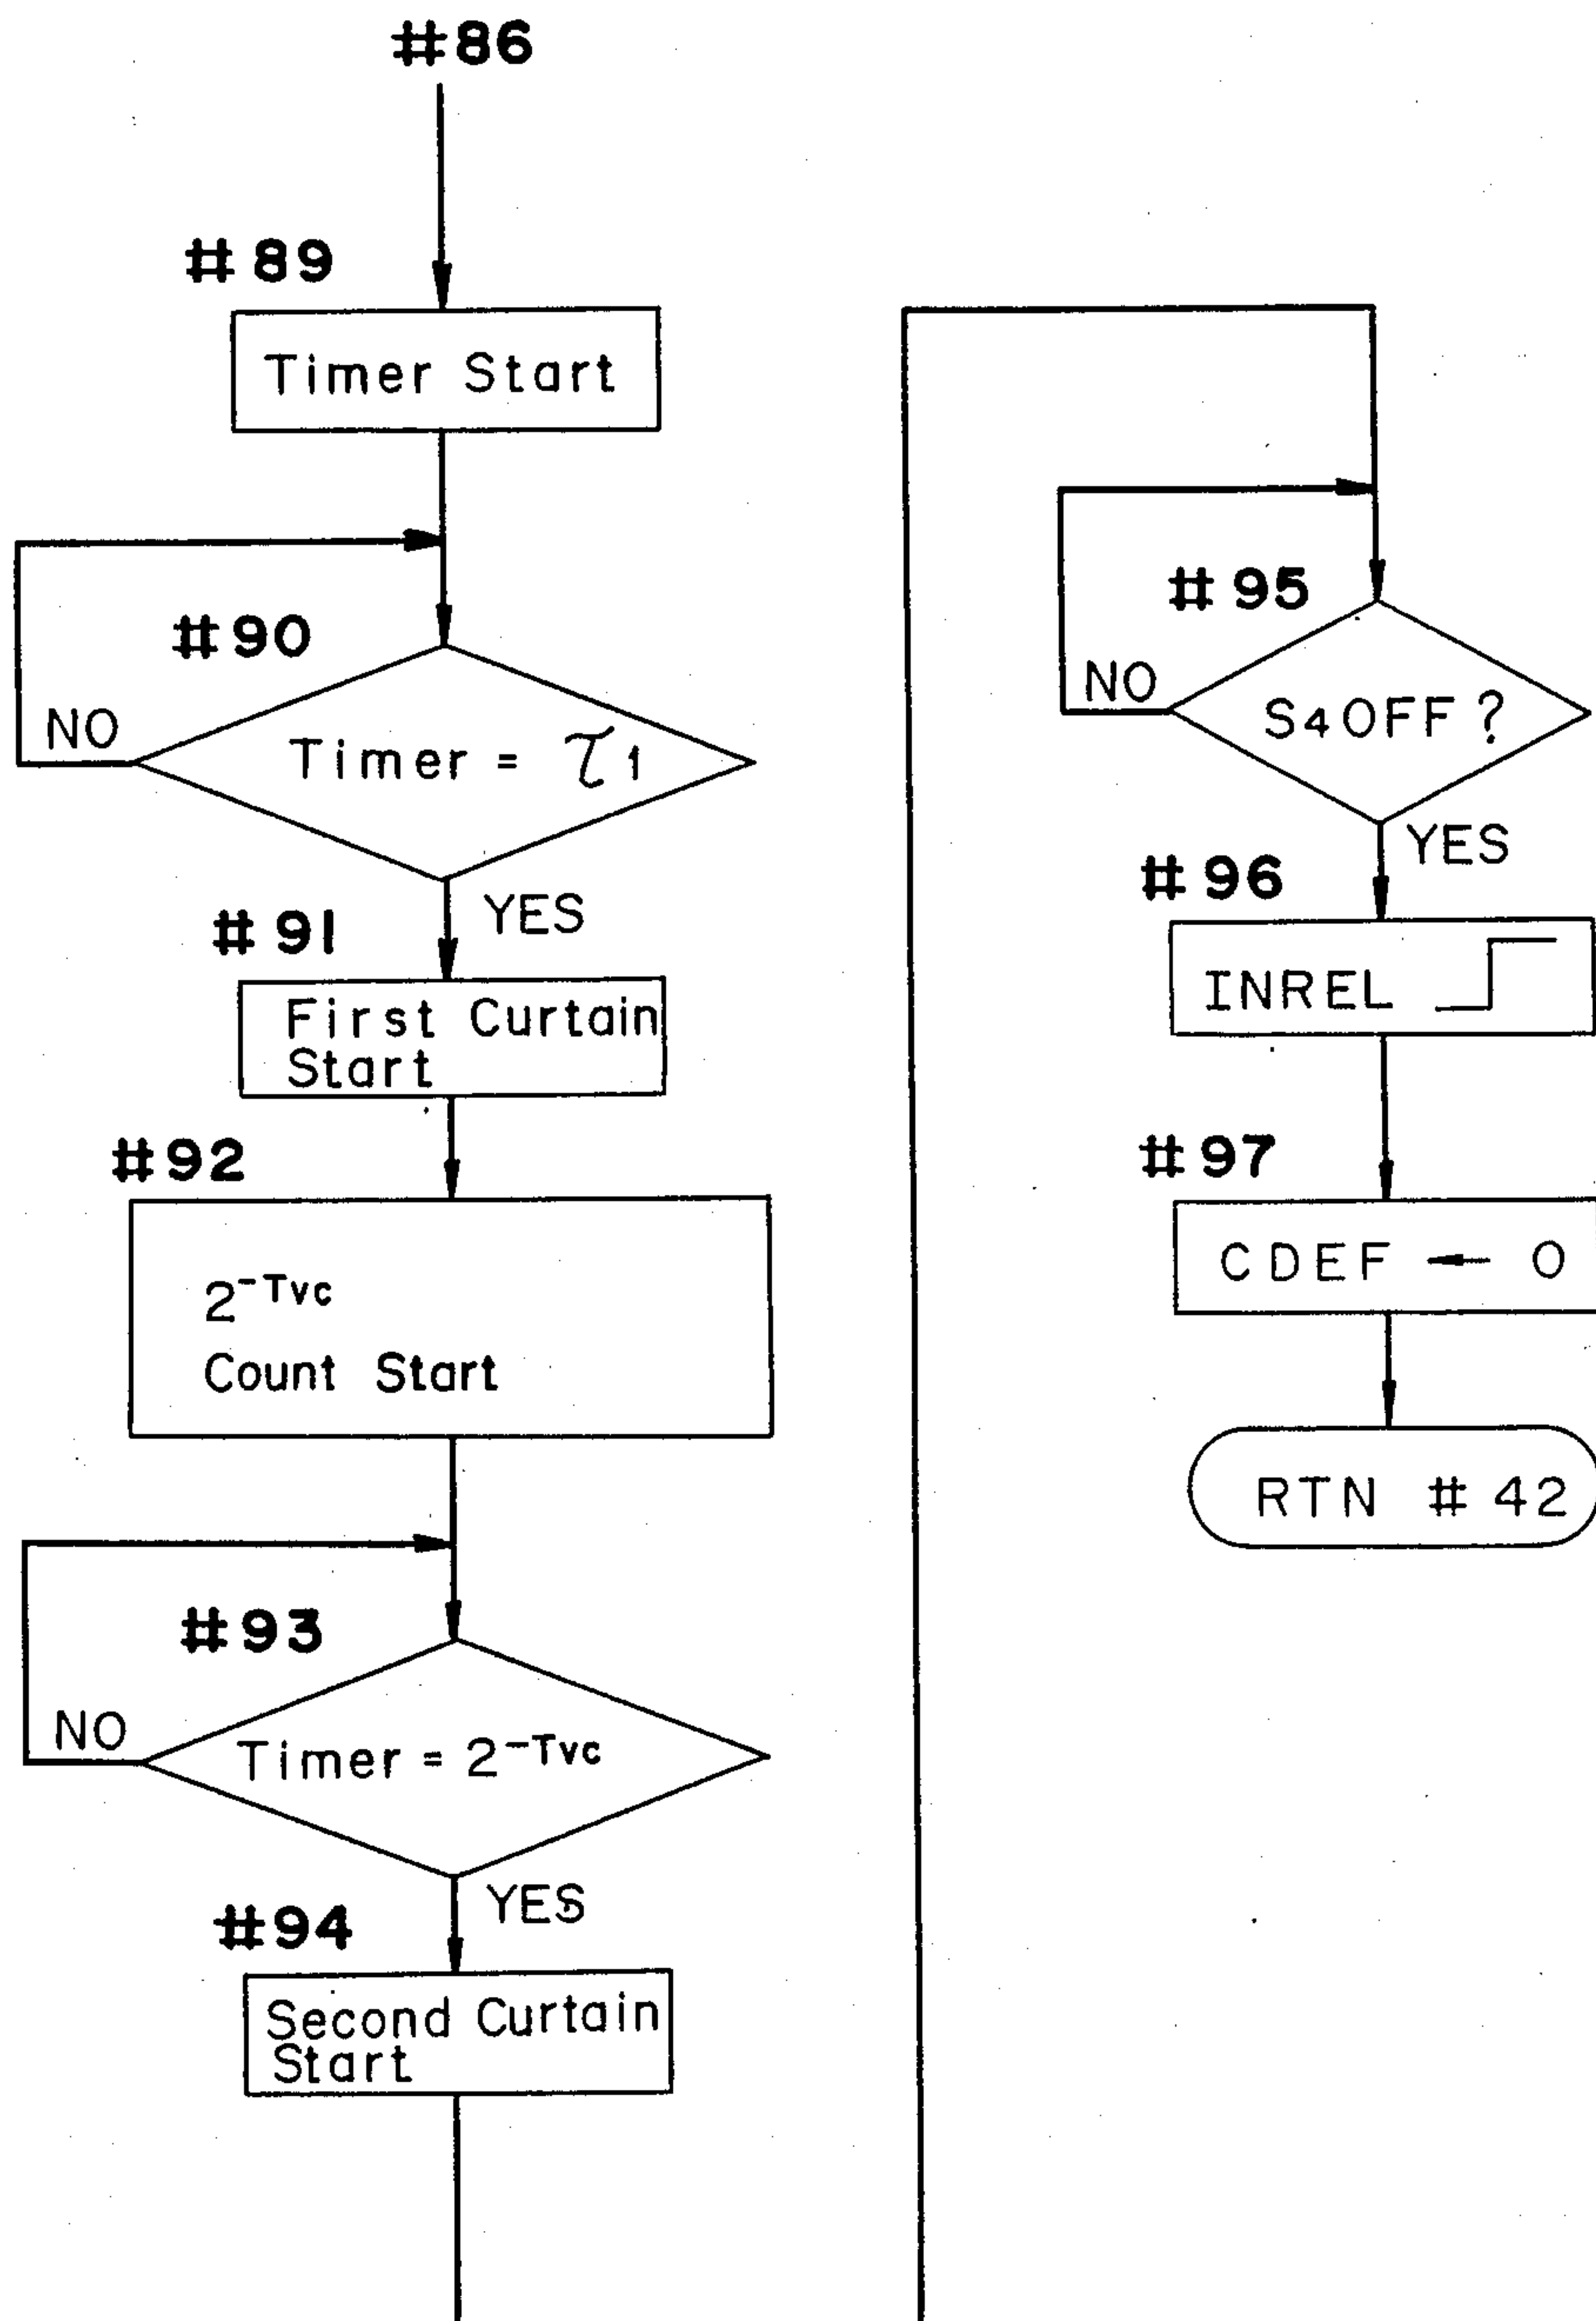 #86
#89
Timer Start
#90
NO
Timer = τ1
YES
#91
First Curtain
Start
#92
2^-Tvc
Count Start
#93
NO
Timer = 2^-Tvc
YES
#94
Second Curtain
Start
#95
NO
S4OFF?
YES
#96
INREL
#97
CDEF ← 0
RTN #42